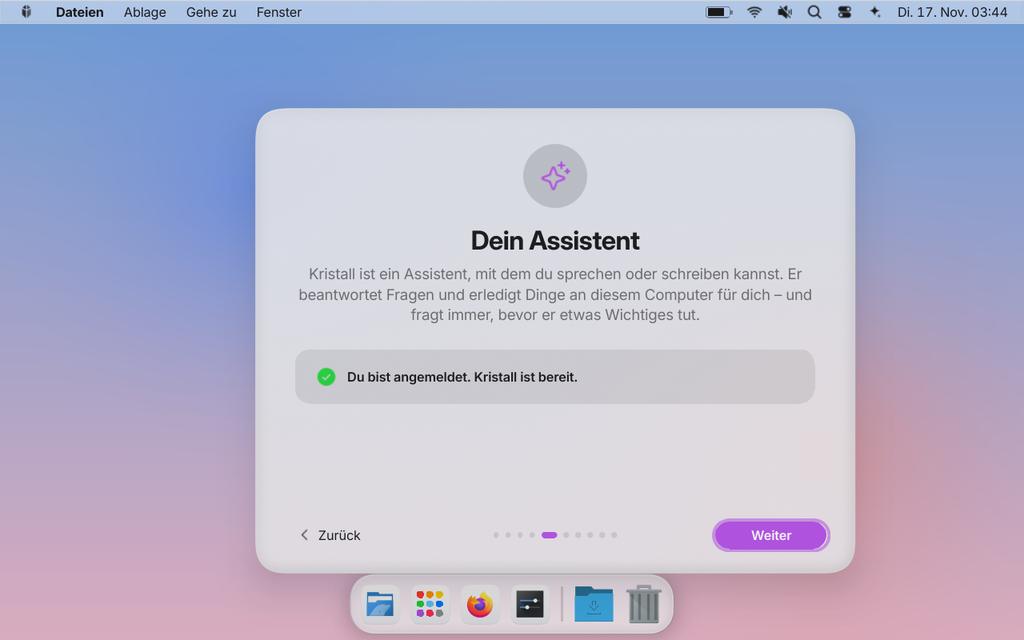 Dateien Ablage Gehe zu Fenster Di. 17. Nov. 03:44
Dein Assistent
Kristall ist ein Assistent, mit dem du sprechen oder schreiben kannst. Er
beantwortet Fragen und erledigt Dinge an diesem Computer für dich – und
fragt immer, bevor er etwas Wichtiges tut.
Du bist angemeldet. Kristall ist bereit.
Zurück Weiter